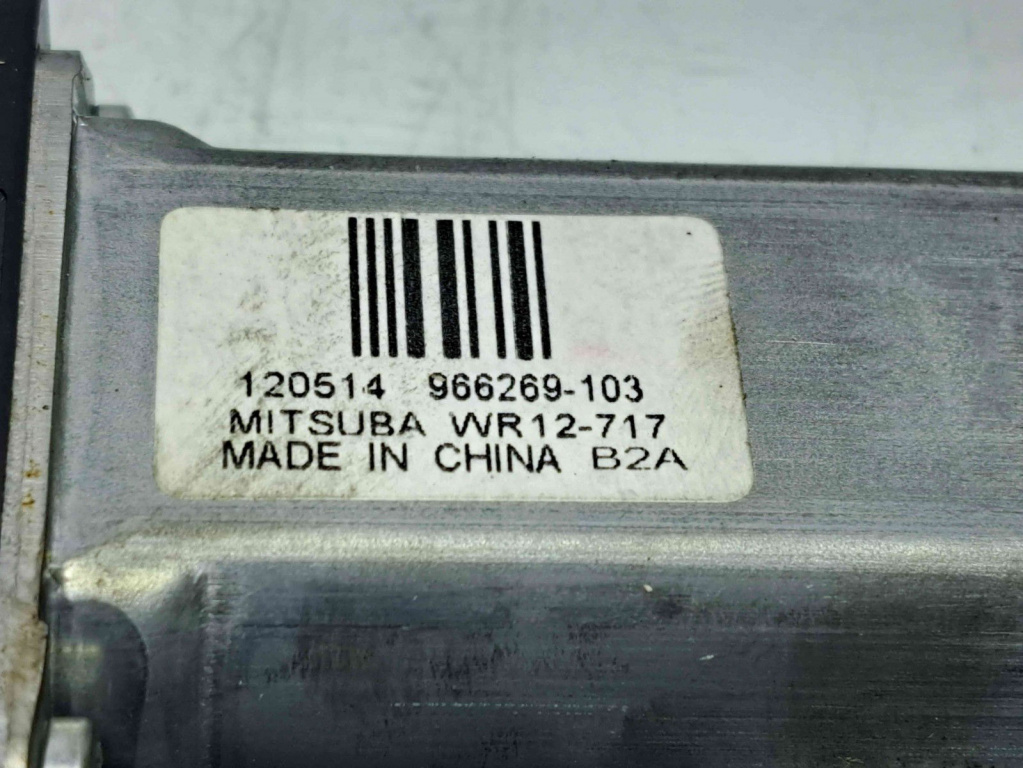 120514 966269-103
MITSUBA WR12-717
MADE IN CHINA B2A